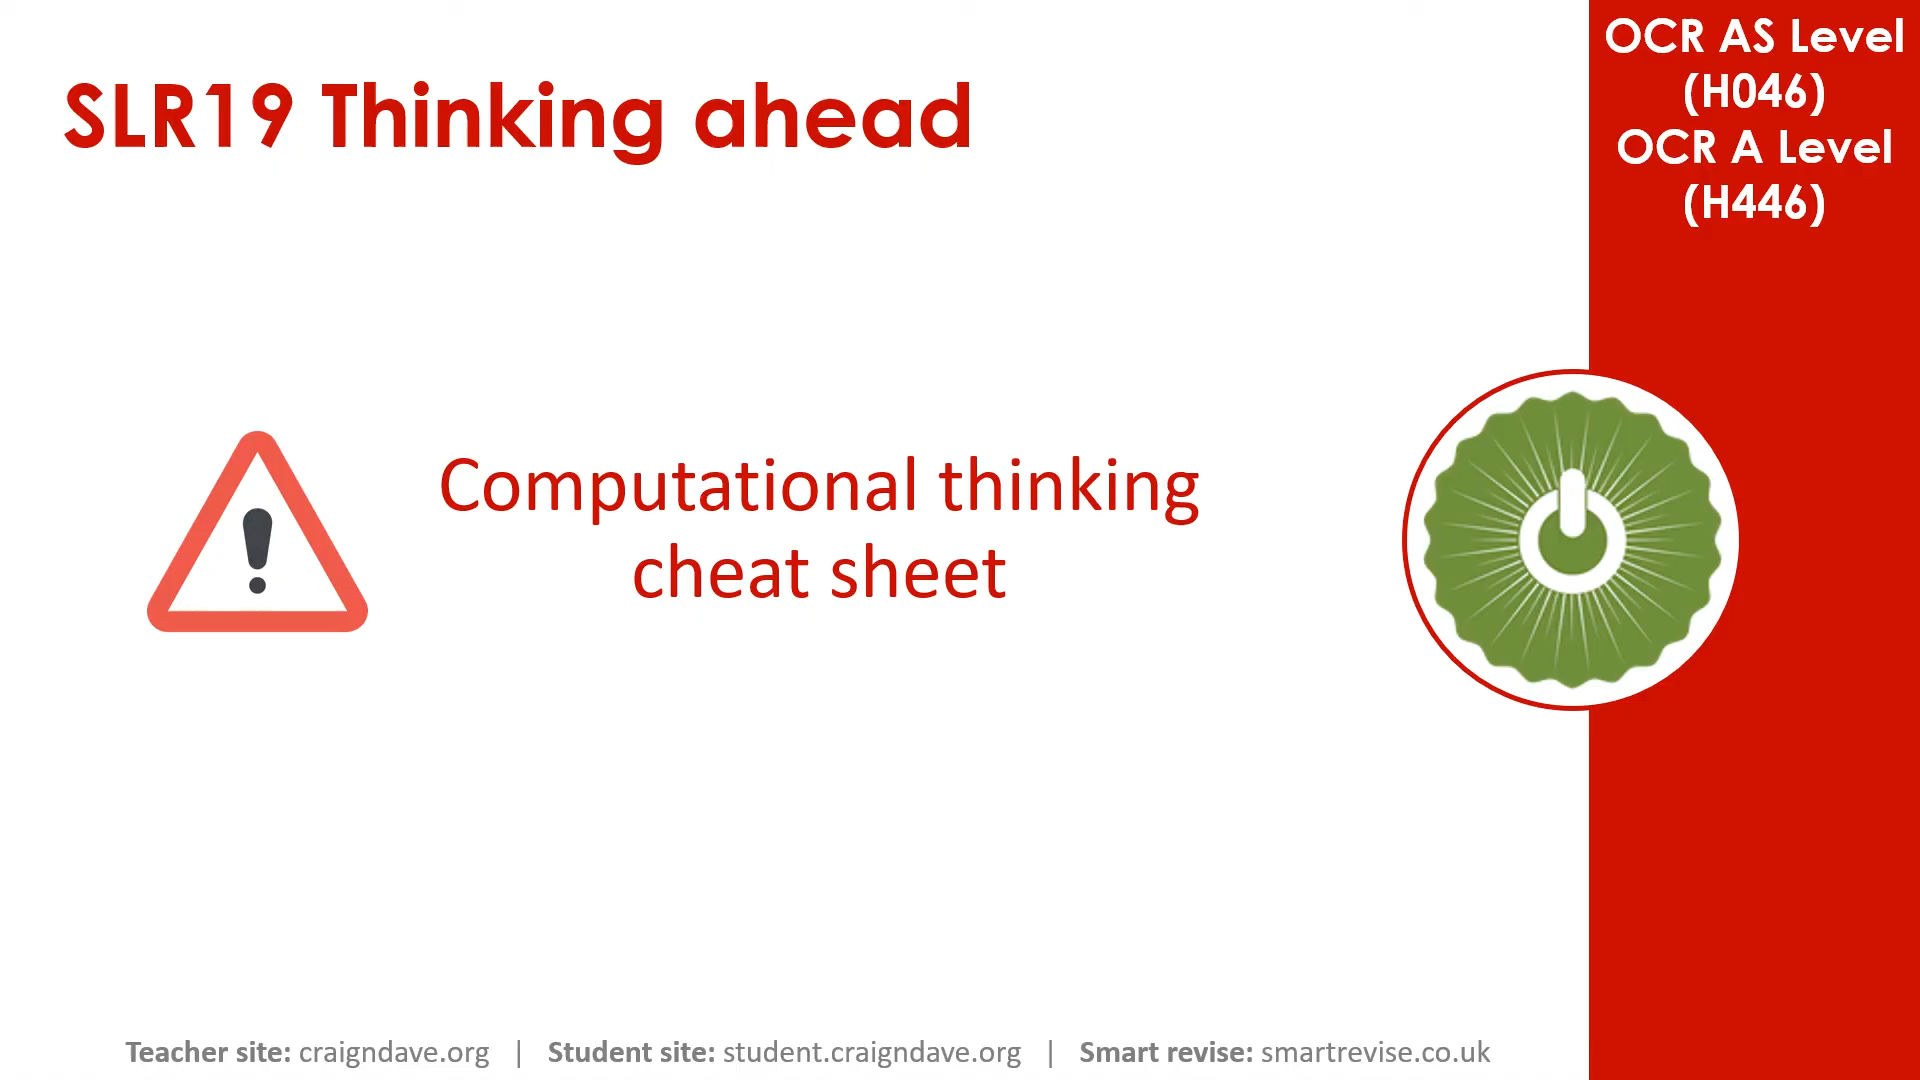 SLR19 Thinking ahead
OCR AS Level
(H046)
OCR A Level
(H446)
Computational thinking
cheat sheet
Teacher site: craigndave.org | Student site: student.craigndave.org | Smart revise: smartrevise.co.uk